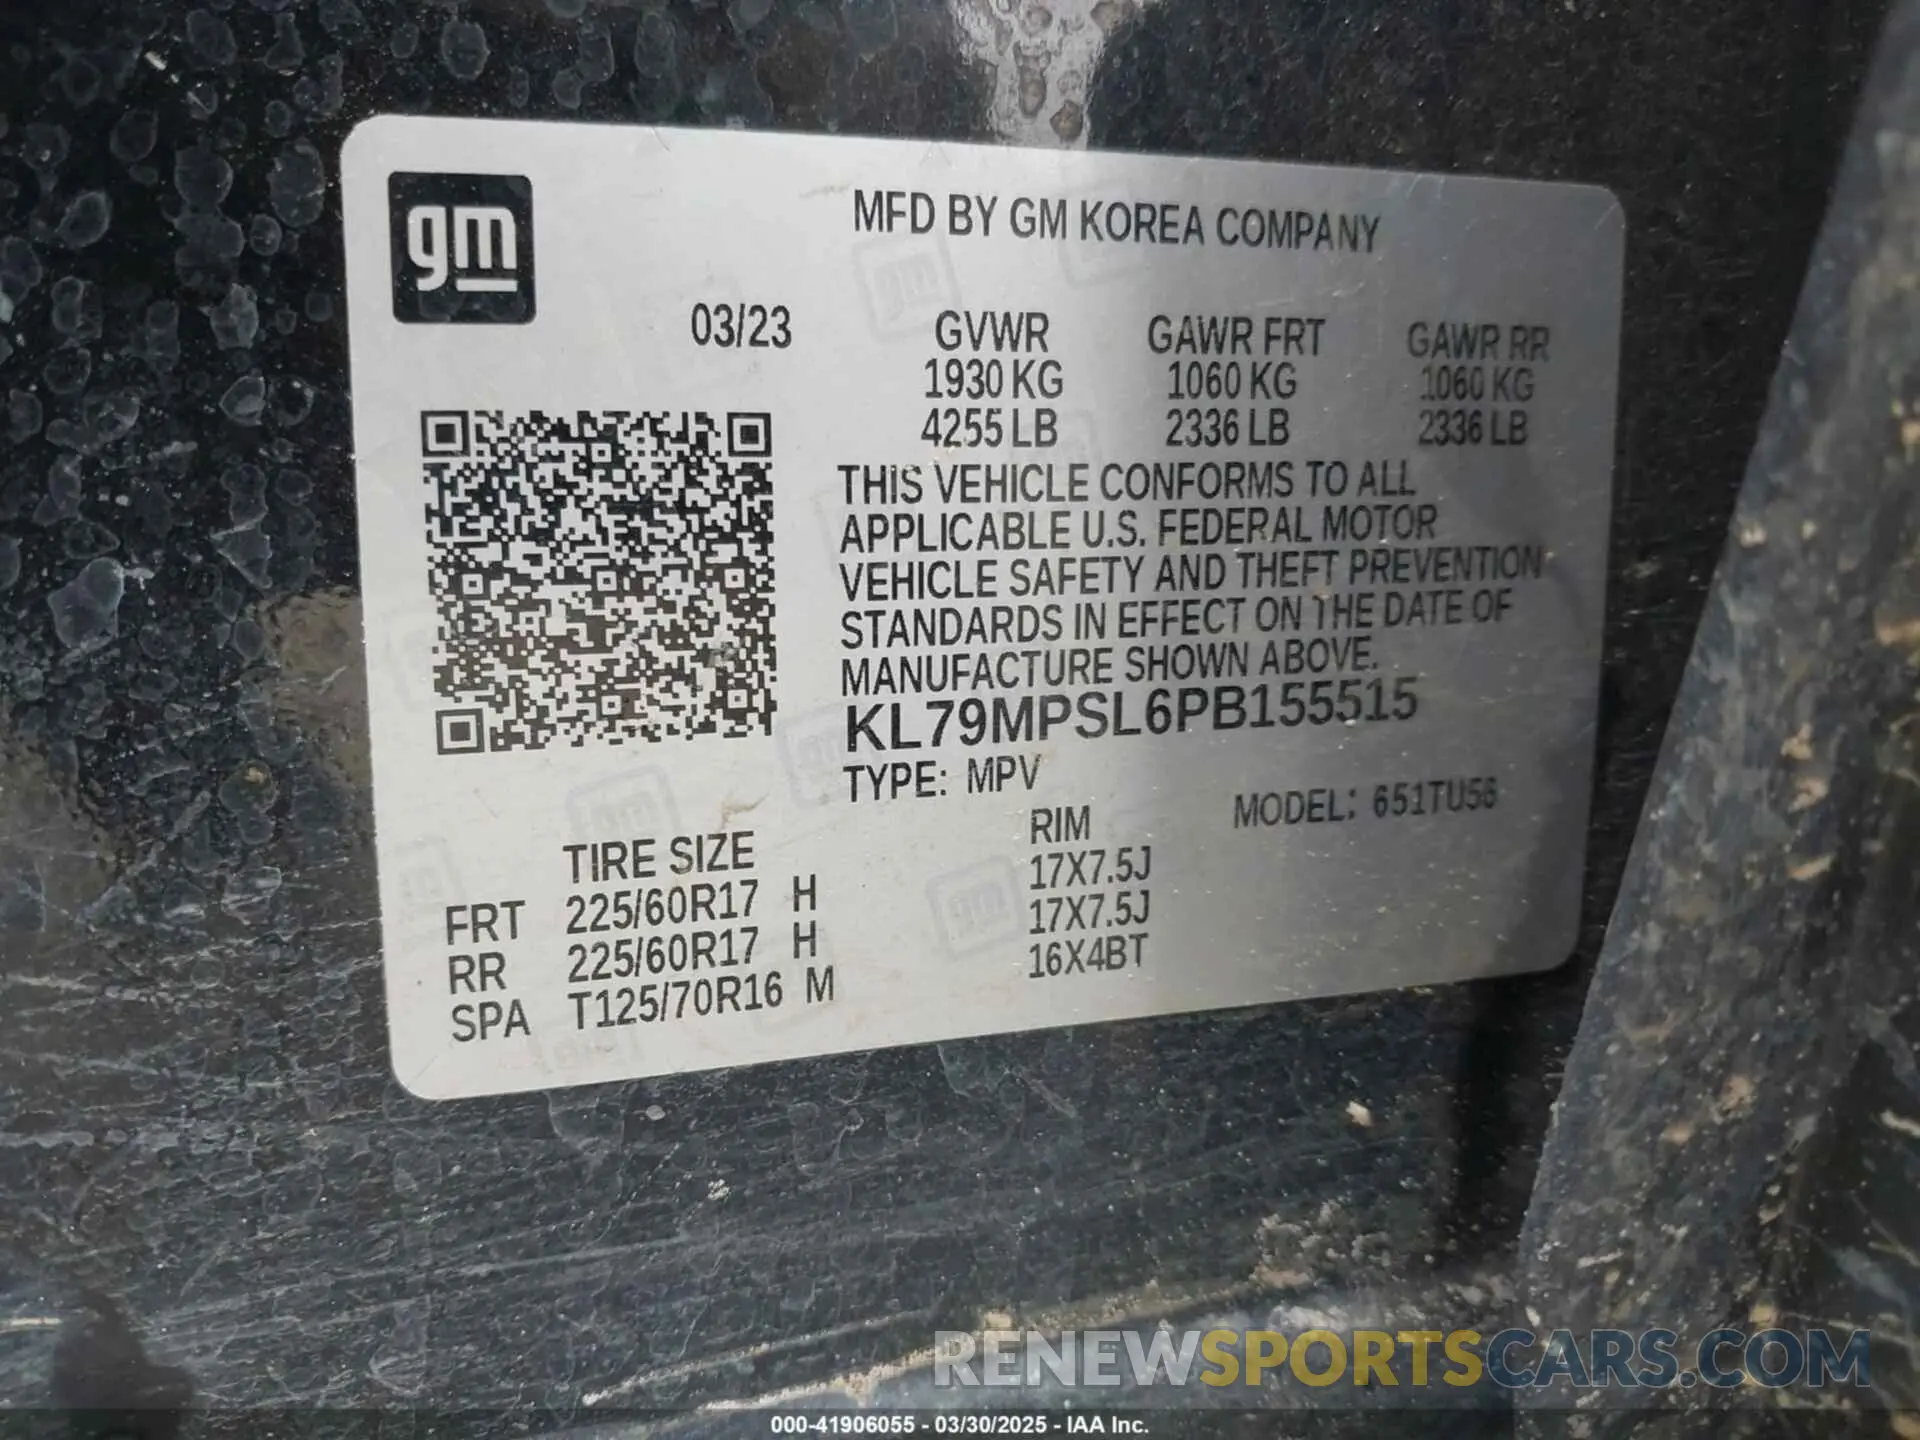 gm
MFD BY GM KOREA COMPANY
03/23
GVWR GAWR FRT GAWR RR
1930 KG 1060 KG 1060 KG
4255 LB 2336 LB 2336 LB
THIS VEHICLE CONFORMS TO ALL
APPLICABLE U.S. FEDERAL MOTOR
VEHICLE SAFETY AND THEFT PREVENTION
STANDARDS IN EFFECT ON THE DATE OF
MANUFACTURE SHOWN ABOVE.
KL79MPSL6PB155515
TYPE: MPV MODEL: 651TU56
TIRE SIZE RIM
FRT 225/60R17 H 17X7.5J
RR 225/60R17 H 17X7.5J
SPA T125/70R16 M 16X4BT
RENEWSPORTSCARS.COM
000-41906055 - 03/30/2025 - IAA Inc.